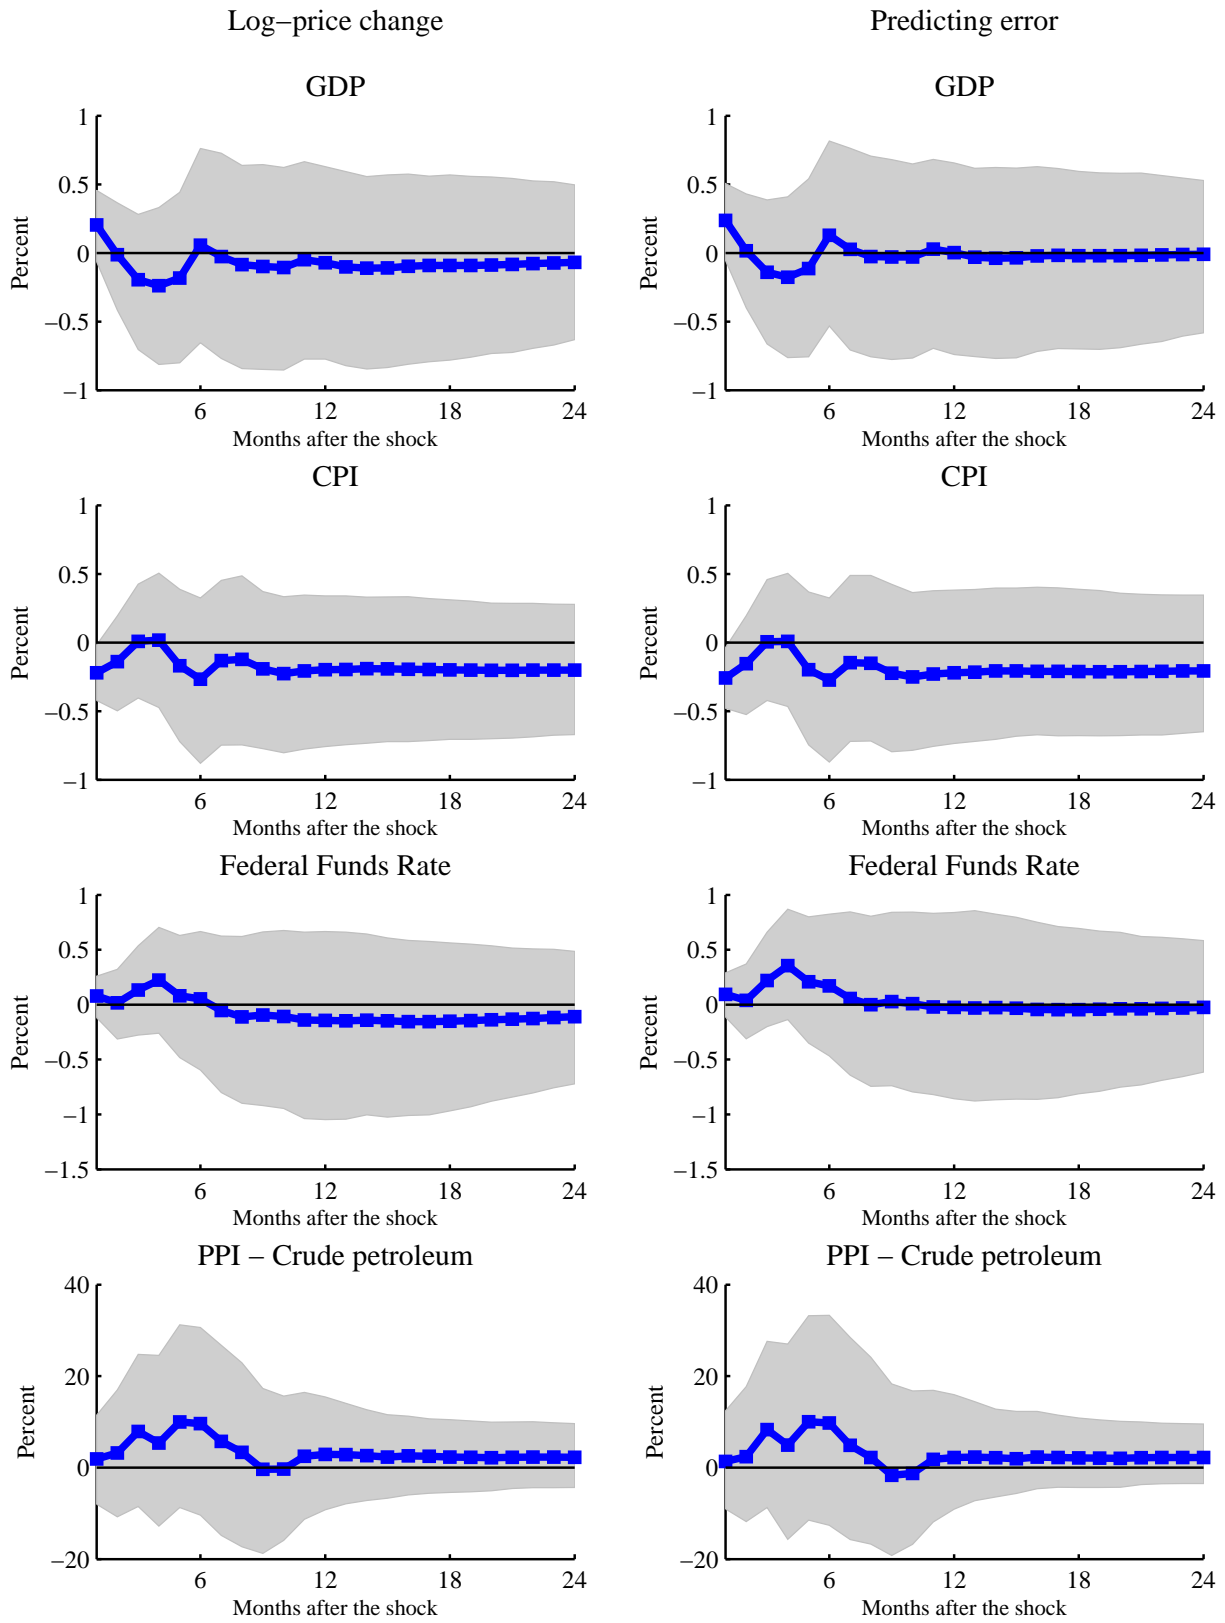 Log−price change
Predicting error
GDP
GDP
1
0.5
0
−0.5
−1
Percent
6 12 18 24
Months after the shock
1
0.5
0
−0.5
−1
Percent
6 12 18 24
Months after the shock
CPI
CPI
1
0.5
0
−0.5
−1
Percent
6 12 18 24
Months after the shock
1
0.5
0
−0.5
−1
Percent
6 12 18 24
Months after the shock
Federal Funds Rate
Federal Funds Rate
1
0.5
0
−0.5
−1
−1.5
Percent
6 12 18 24
Months after the shock
1
0.5
0
−0.5
−1
−1.5
Percent
6 12 18 24
Months after the shock
PPI − Crude petroleum
PPI − Crude petroleum
40
20
0
−20
Percent
6 12 18 24
Months after the shock
40
20
0
−20
Percent
6 12 18 24
Months after the shock